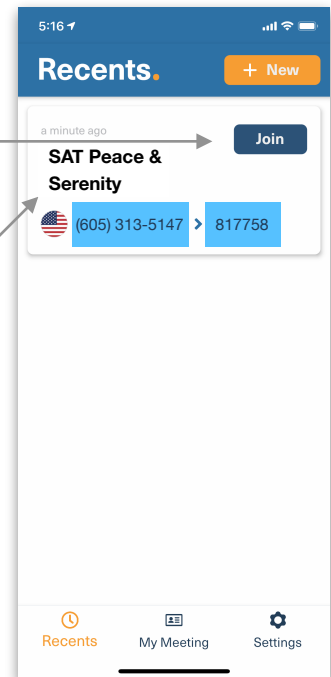 5:16
Recents.
+ New
a minute ago
Join
SAT Peace &
Serenity
(605) 313-5147 > 817758
Recents
My Meeting
Settings